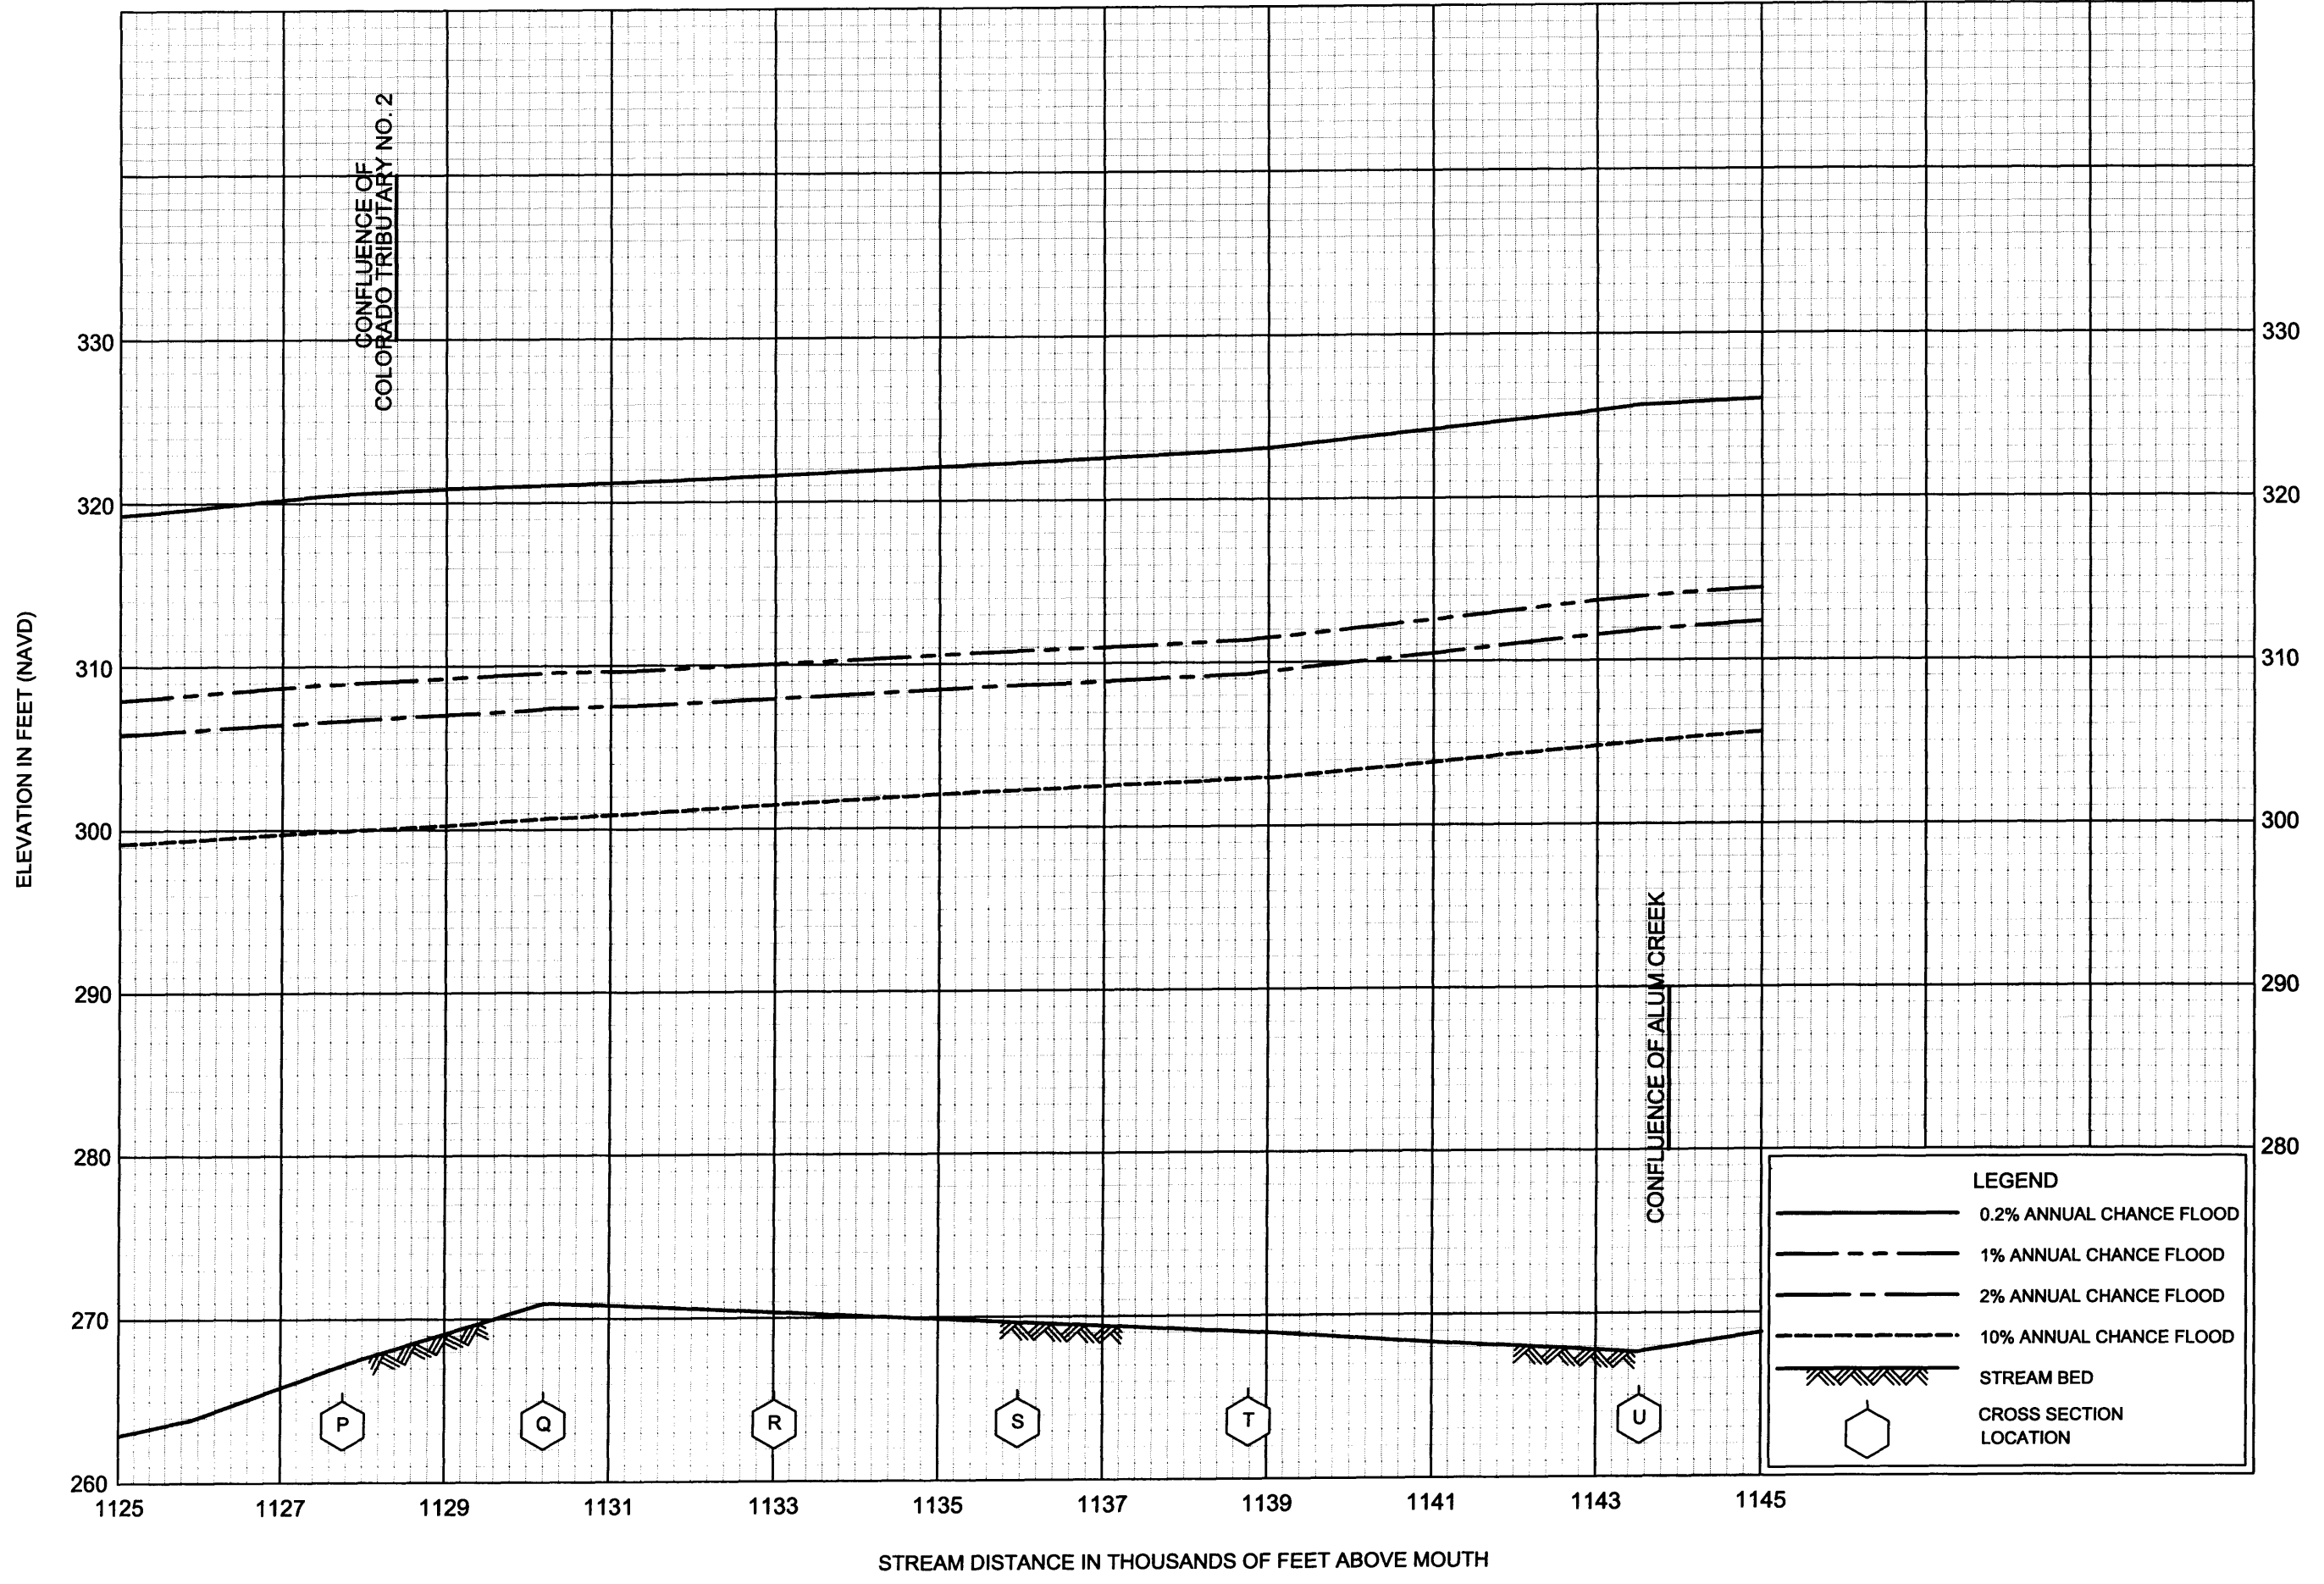 CONFLUENCE OF
COLORADO TRIBUTARY NO. 2
ELEVATION IN FEET (NAVD)
330
320
310
300
290
280
270
260
330
320
310
300
290
280
CONFLUENCE OF ALUM CREEK
P
Q
R
S
T
U
1125
1127
1129
1131
1133
1135
1137
1139
1141
1143
1145
STREAM DISTANCE IN THOUSANDS OF FEET ABOVE MOUTH
LEGEND
0.2% ANNUAL CHANCE FLOOD
1% ANNUAL CHANCE FLOOD
2% ANNUAL CHANCE FLOOD
10% ANNUAL CHANCE FLOOD
STREAM BED
CROSS SECTION
LOCATION